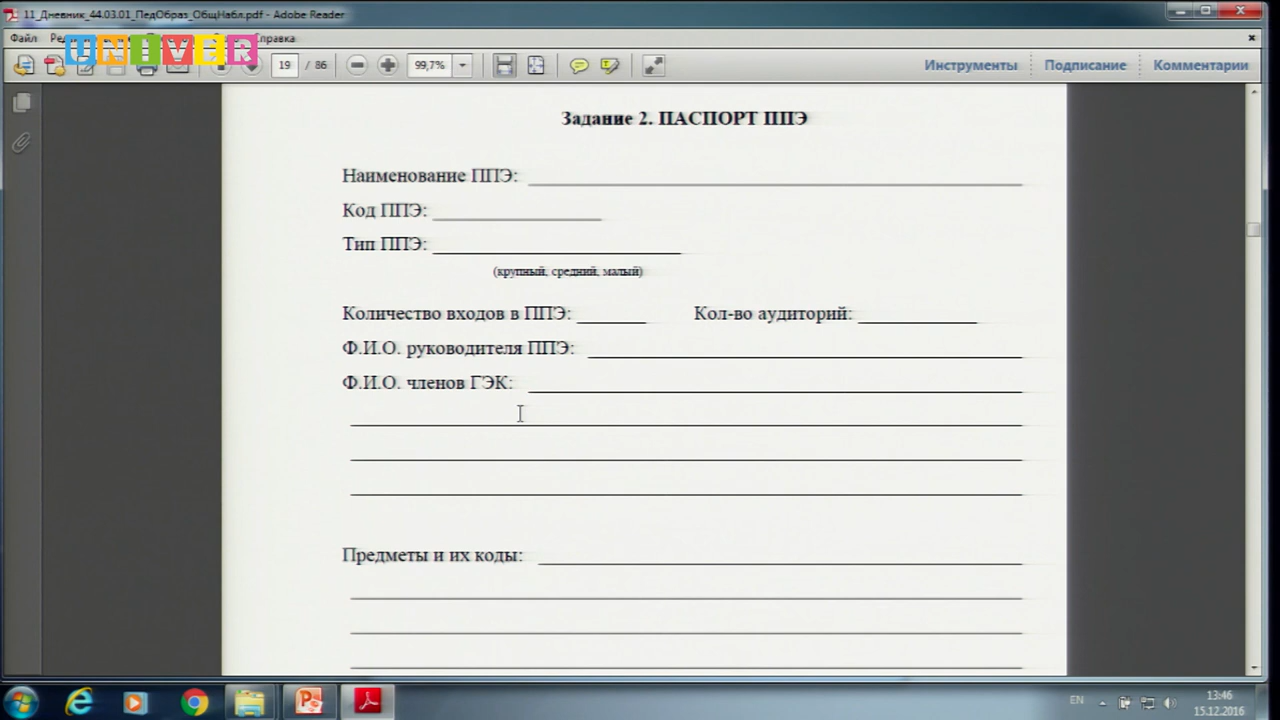 11_Дневник_44.03.01_ПедОбраз_ОбщНабл.pdf - Adobe Reader
Файл
UNIVER
Справка
19 / 86
99,7%
Инструменты
Подписание
Комментарии
Задание 2. ПАСПОРТ ППЭ
Наименование ППЭ:
Код ППЭ:
Тип ППЭ:
(крупный, средний, малый)
Количество входов в ППЭ: Кол-во аудиторий:
Ф.И.О. руководителя ППЭ:
Ф.И.О. членов ГЭК:
Предметы и их коды:
EN
13:46
15.12.2016